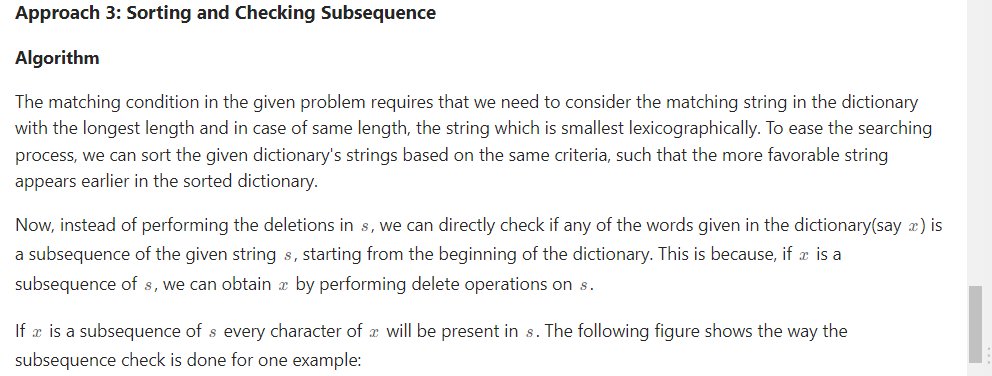 Approach 3: Sorting and Checking Subsequence
Algorithm
The matching condition in the given problem requires that we need to consider the matching string in the dictionary
with the longest length and in case of same length, the string which is smallest lexicographically. To ease the searching
process, we can sort the given dictionary's strings based on the same criteria, such that the more favorable string
appears earlier in the sorted dictionary.
Now, instead of performing the deletions in s, we can directly check if any of the words given in the dictionary(say x) is
a subsequence of the given string s, starting from the beginning of the dictionary. This is because, if x is a
subsequence of s, we can obtain x by performing delete operations on s.
If x is a subsequence of s every character of x will be present in s. The following figure shows the way the
subsequence check is done for one example: